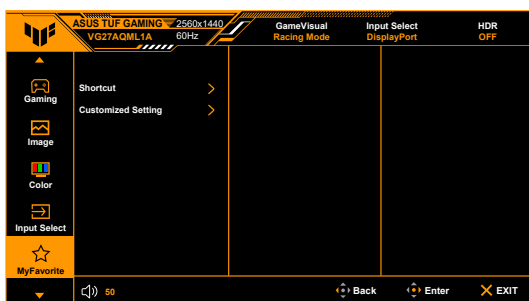 ASUS TUF GAMING 2560x1440
VG27AQML1A 60Hz
GameVisual
Racing Mode
Input Select
DisplayPort
HDR
OFF
Gaming
Image
Color
Input Select
MyFavorite
Shortcut
Customized Setting
50
Back
Enter
EXIT